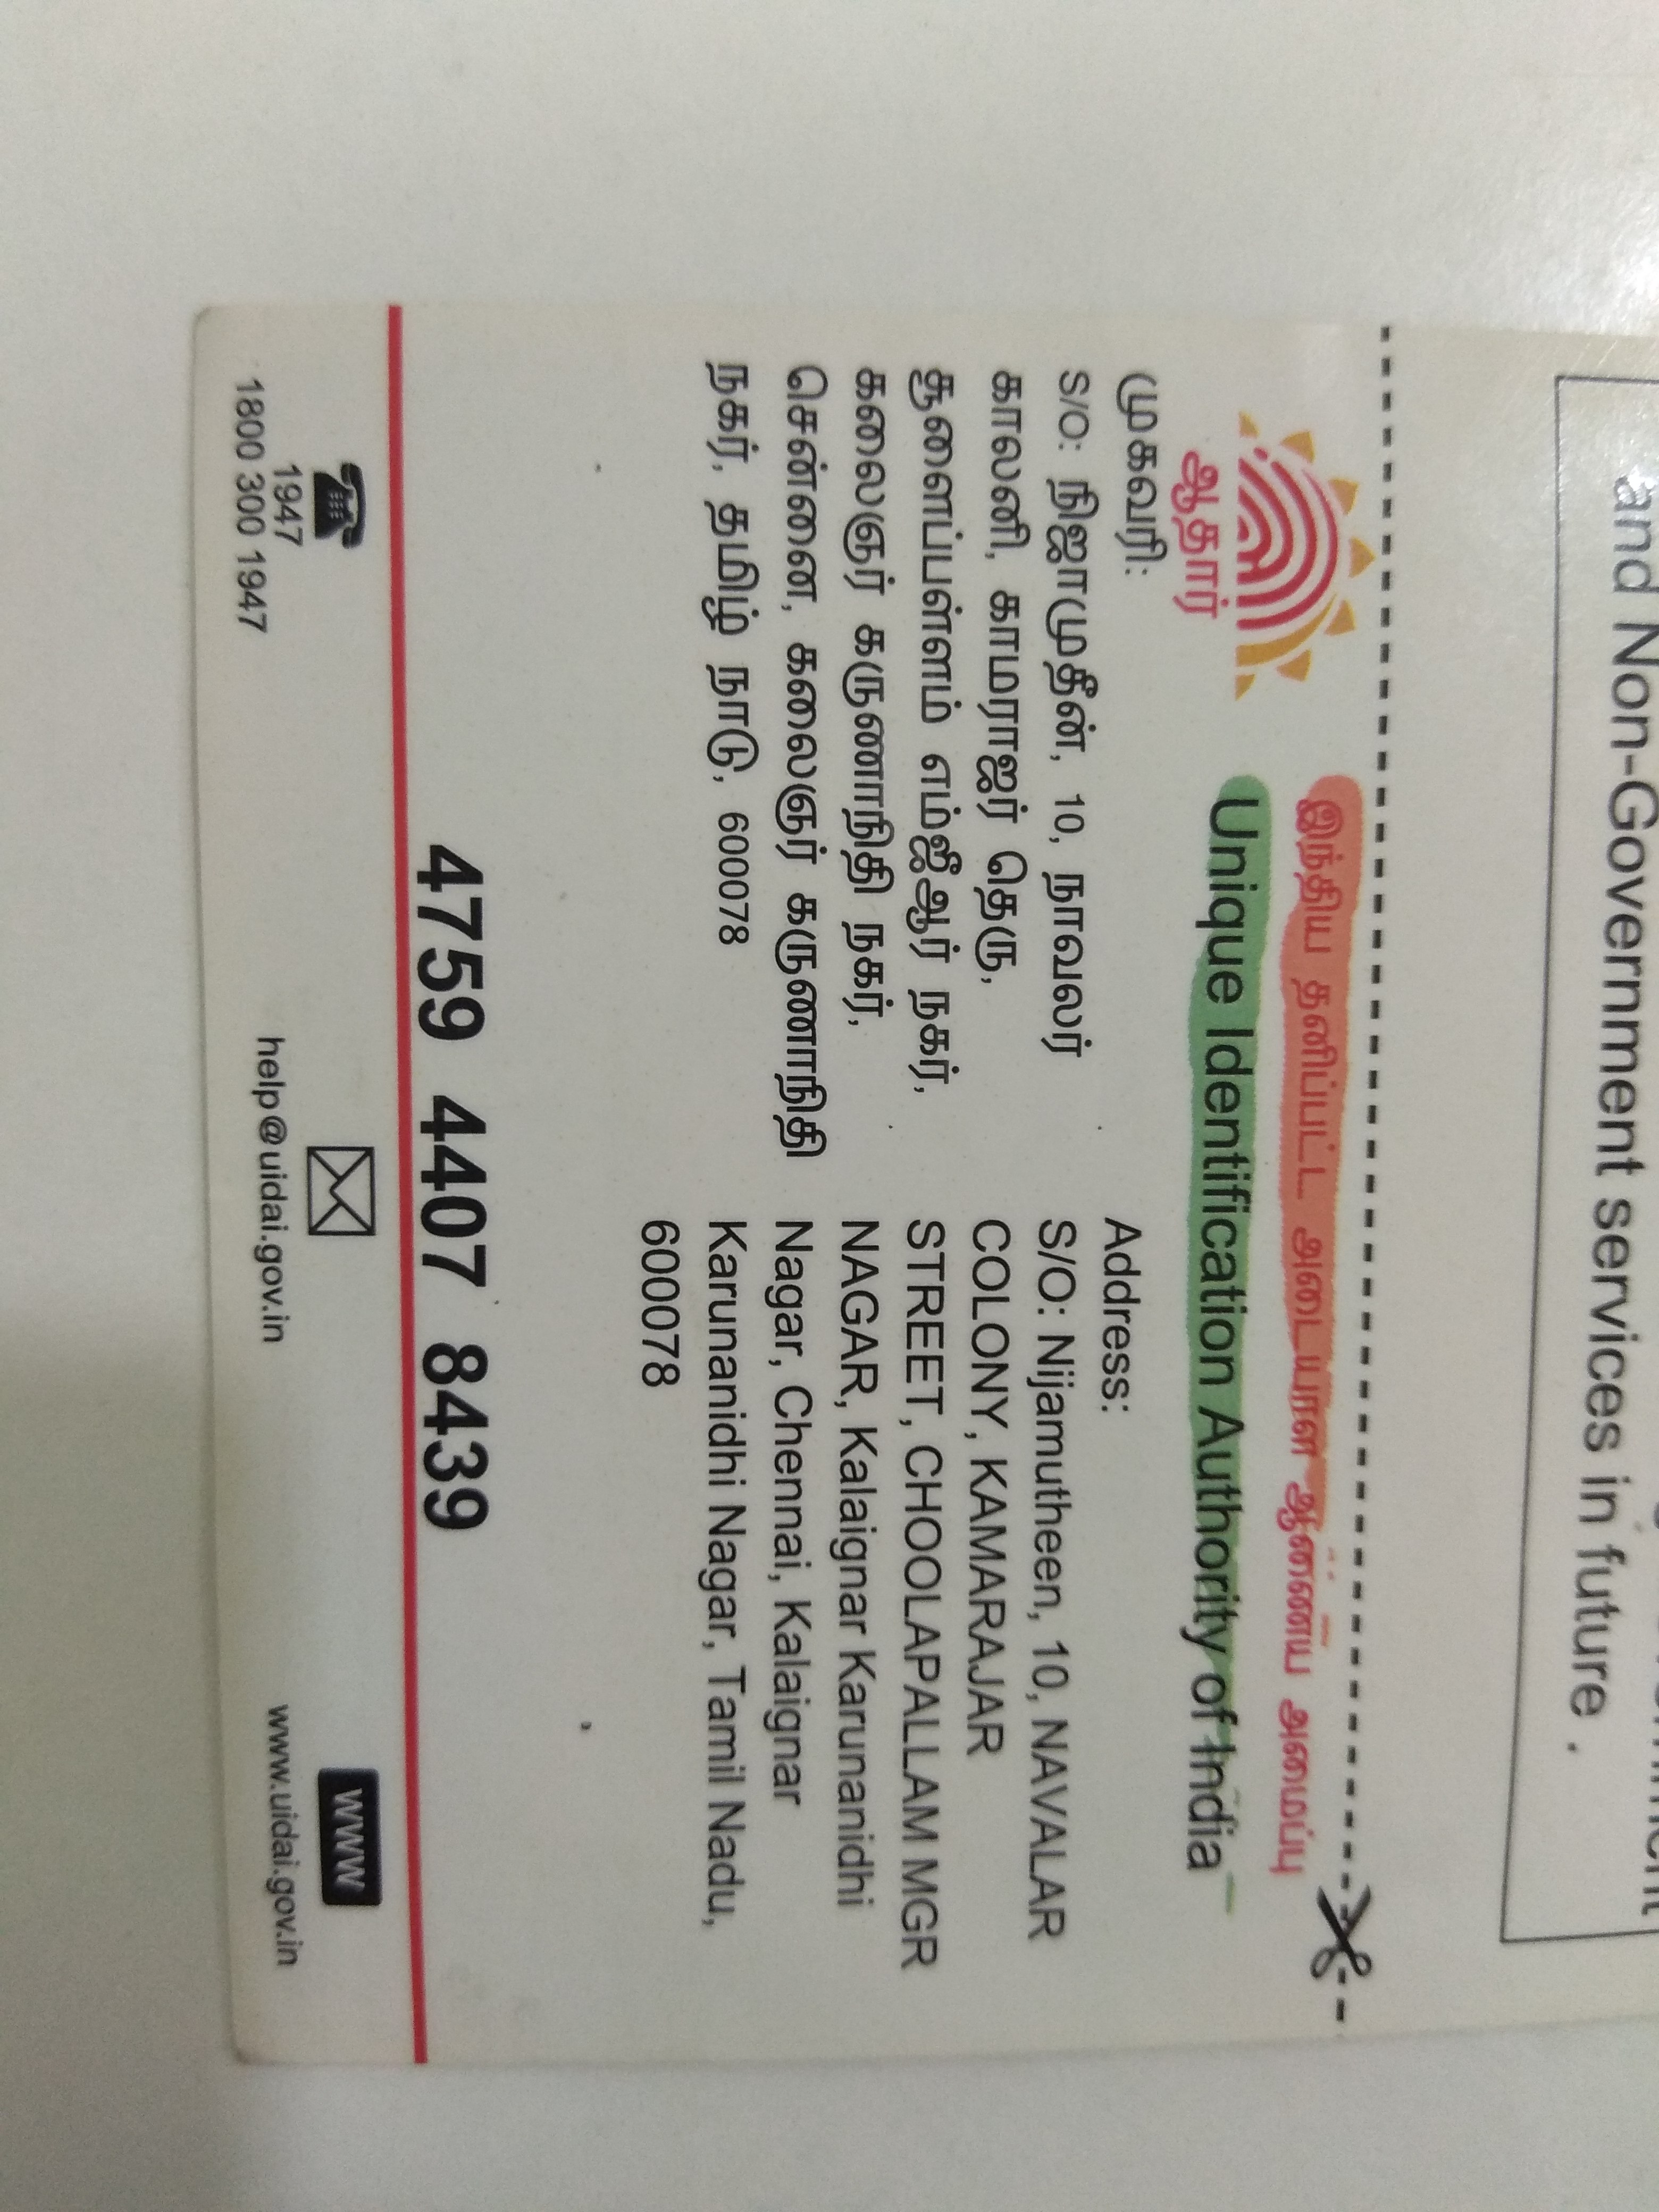 and Non-Government services in future .
ஆதார்
இந்திய தனிப்பட்ட அடையாள ஆணைய அமைப்பு
Unique Identification Authority of India
முகவரி:
S/O: நிஜாமுதீன், 10, நாவலர்
காலனி, காமராஜர் தெரு,
சூளைப்பள்ளம் எம்ஜீஆர் நகர்,
கலைஞர் கருணாநிதி நகர்,
சென்னை, கலைஞர் கருணாநிதி
நகர், தமிழ் நாடு, 600078
Address:
S/O: Nijamutheen, 10, NAVALAR
COLONY, KAMARAJAR
STREET, CHOOLAPALLAM MGR
NAGAR, Kalaignar Karunanidhi
Nagar, Chennai, Kalaignar
Karunanidhi Nagar, Tamil Nadu,
600078
4759 4407 8439
1947
1800 300 1947
help@uidai.gov.in
www
www.uidai.gov.in